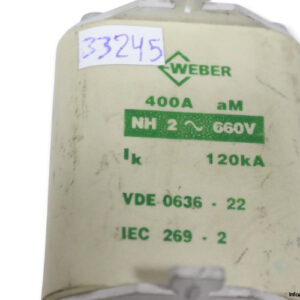 33245
WEBER
400A aM
NH 2 ~ 660V
Ik 120kA
VDE 0636 - 22
IEC 269 - 2